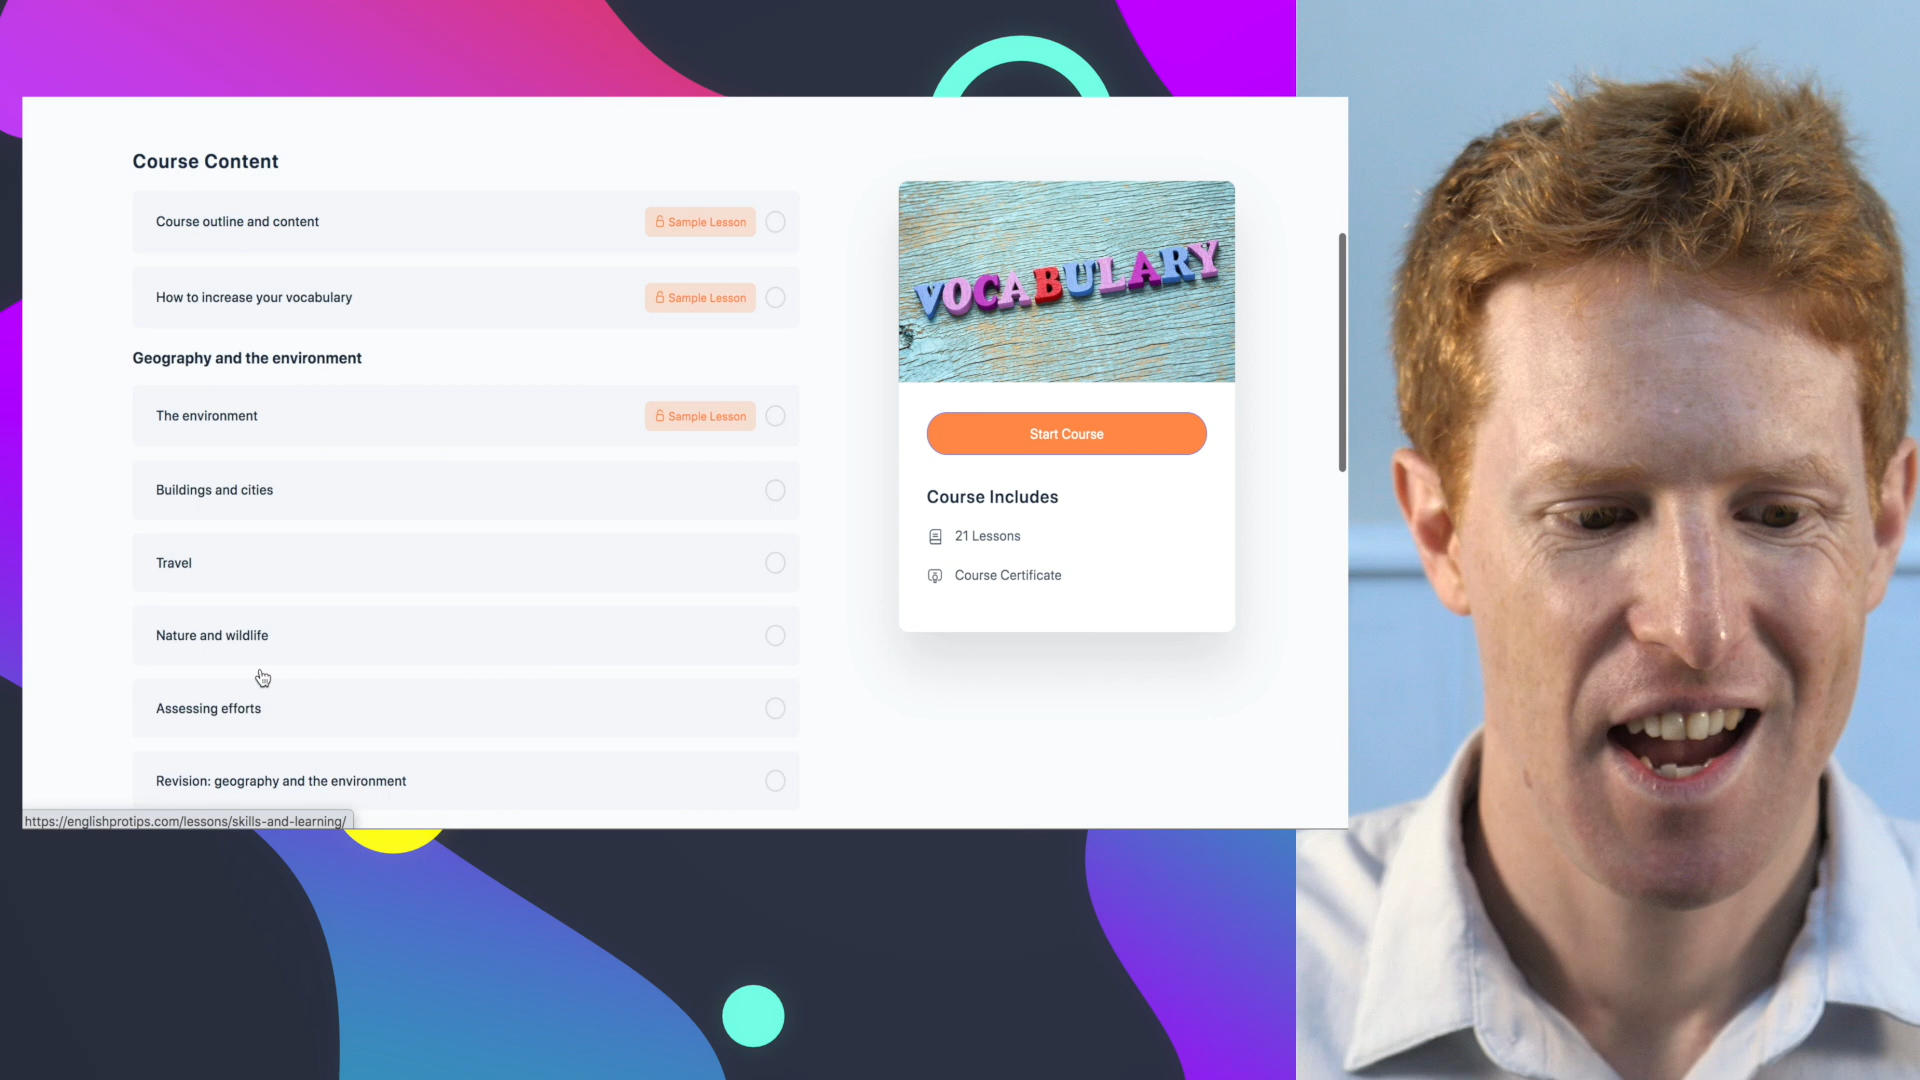 Course Content
Course outline and content
Sample Lesson
How to increase your vocabulary
Sample Lesson
Geography and the environment
The environment
Sample Lesson
Buildings and cities
Travel
Nature and wildlife
Assessing efforts
Revision: geography and the environment
https://englishprotips.com/lessons/skills-and-learning/
VOCABULARY
Start Course
Course Includes
21 Lessons
Course Certificate